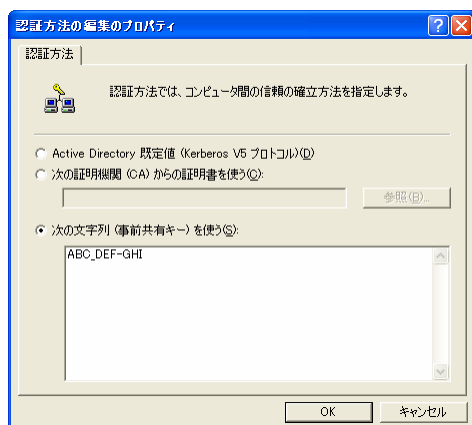 認証方法の編集のプロパティ
認証方法
認証方法では、コンピュータ間の信頼の確立方法を指定します。
Active Directory 既定値 (Kerberos V5 プロトコル)(D)
次の証明機関 (CA) からの証明書を使う(C):
参照(B)...
次の文字列 (事前共有キー) を使う(S):
ABC_DEF-GHI
OK
キャンセル